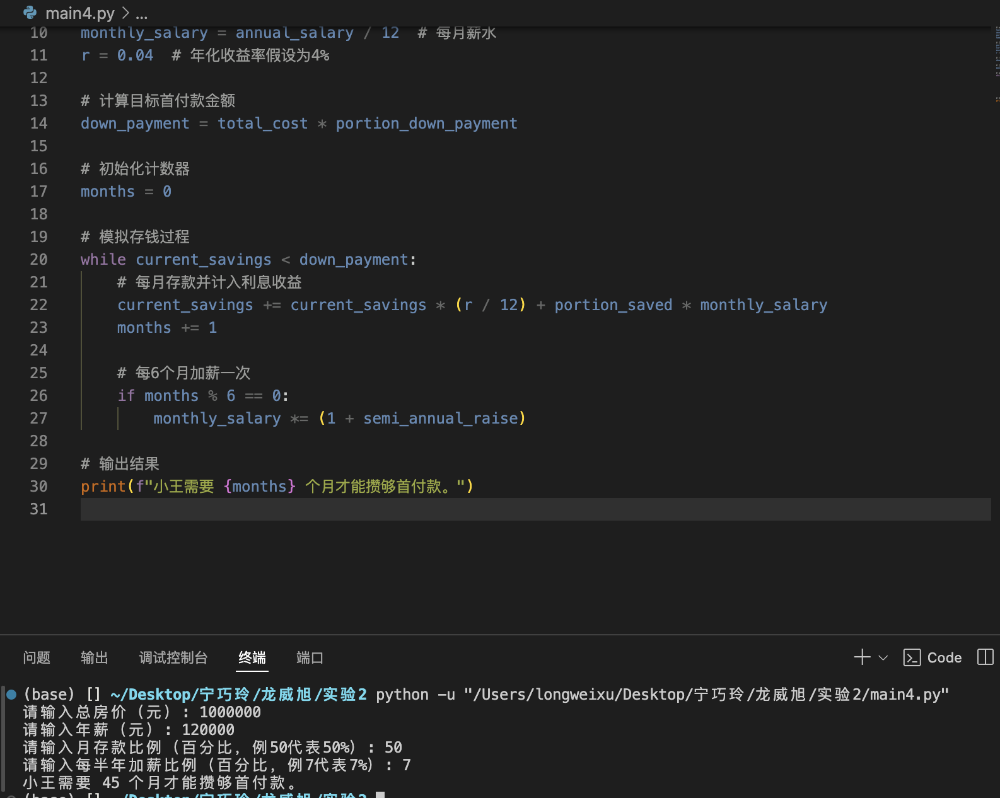 main4.py > ...
10 monthly_salary = annual_salary / 12  # 每月薪水
11 r = 0.04  # 年化收益率假设为4%
12
13 # 计算目标首付款金额
14 down_payment = total_cost * portion_down_payment
15
16 # 初始化计数器
17 months = 0
18
19 # 模拟存钱过程
20 while current_savings < down_payment:
21     # 每月存款并计入利息收益
22     current_savings += current_savings * (r / 12) + portion_saved * monthly_salary
23     months += 1
24
25     # 每6个月加薪一次
26     if months % 6 == 0:
27         monthly_salary *= (1 + semi_annual_raise)
28
29 # 输出结果
30 print(f"小王需要 {months} 个月才能攒够首付款。")
31
问题 输出 调试控制台 终端 端口 Code
(base) [] ~/Desktop/宁巧玲/龙威旭/实验2 python -u "/Users/longweixu/Desktop/宁巧玲/龙威旭/实验2/main4.py"
请输入总房价（元）: 1000000
请输入年薪（元）: 120000
请输入月存款比例（百分比, 例50代表50%）: 50
请输入每半年加薪比例（百分比, 例7代表7%）: 7
小王需要 45 个月才能攒够首付款。
(base) [] ~/Desktop/宁巧玲/龙威旭/实验2